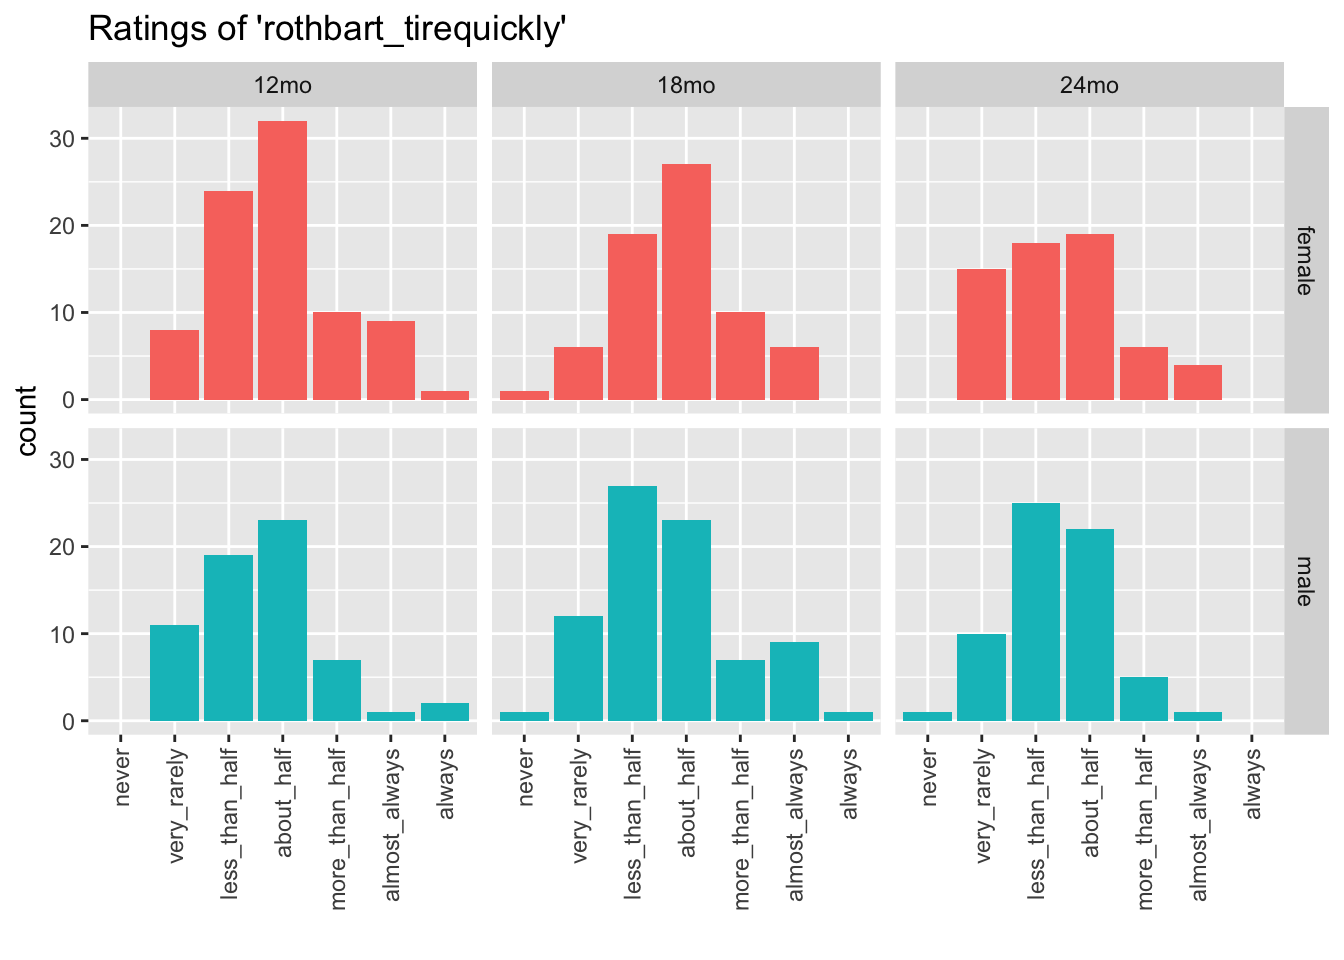 Ratings of 'rothbart_tirequickly'
12mo 18mo 24mo
30
20
10
0
female
count
30
20
10
0
male
never very_rarely less_than_half about_half more_than_half almost_always always never very_rarely less_than_half about_half more_than_half almost_always always never very_rarely less_than_half about_half more_than_half almost_always always